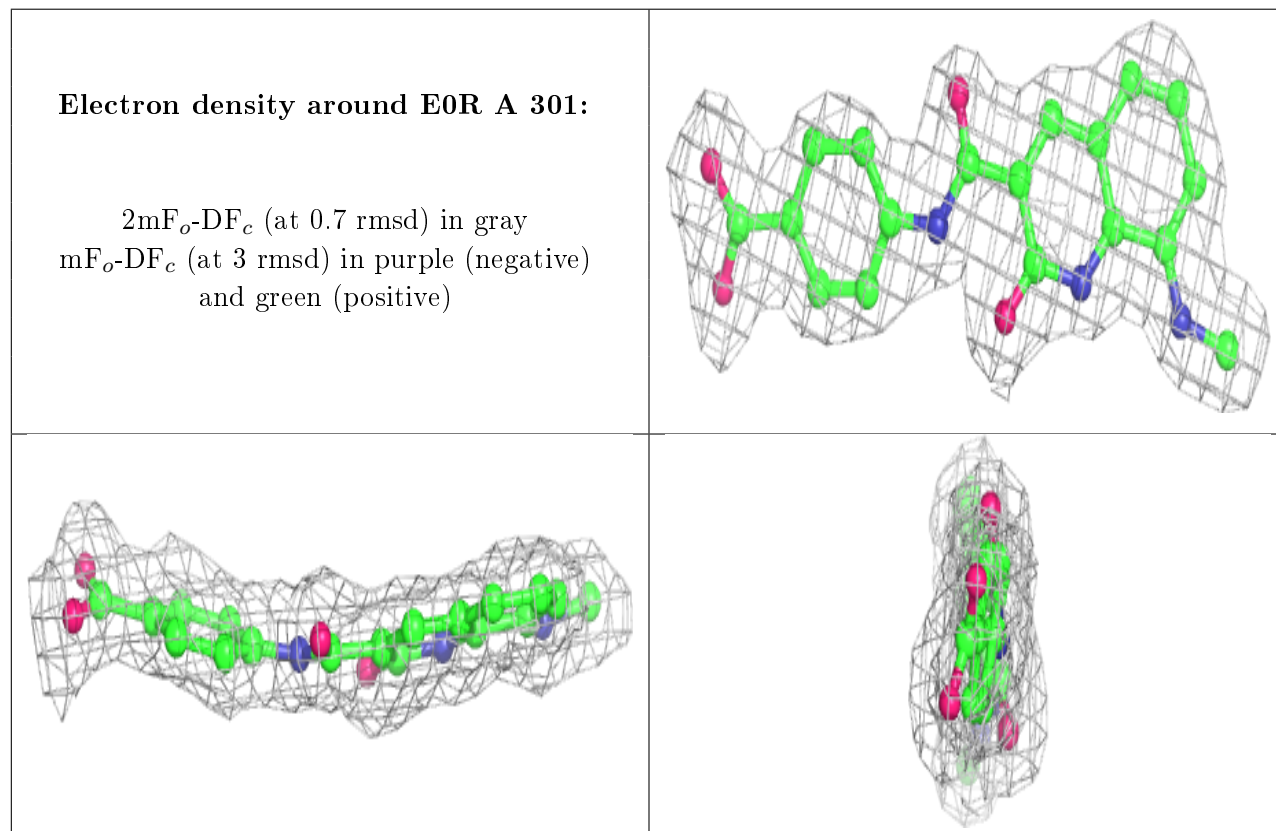 Electron density around E0R A 301:
2mFo-DFc (at 0.7 rmsd) in gray
mFo-DFc (at 3 rmsd) in purple (negative)
and green (positive)